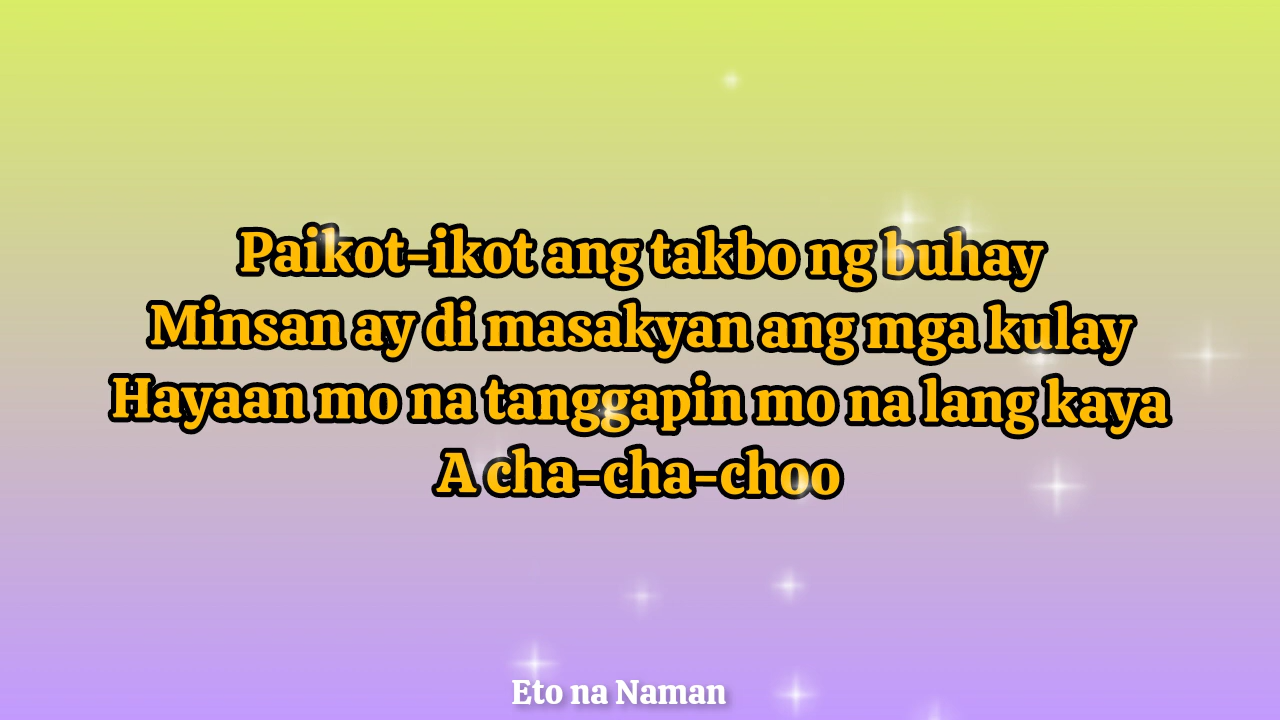 Paikot-ikot ang takbo ng buhay
Minsan ay di masakyan ang mga kulay
Hayaan mo na tanggapin mo na lang kaya
A cha-cha-choo
Eto na Naman